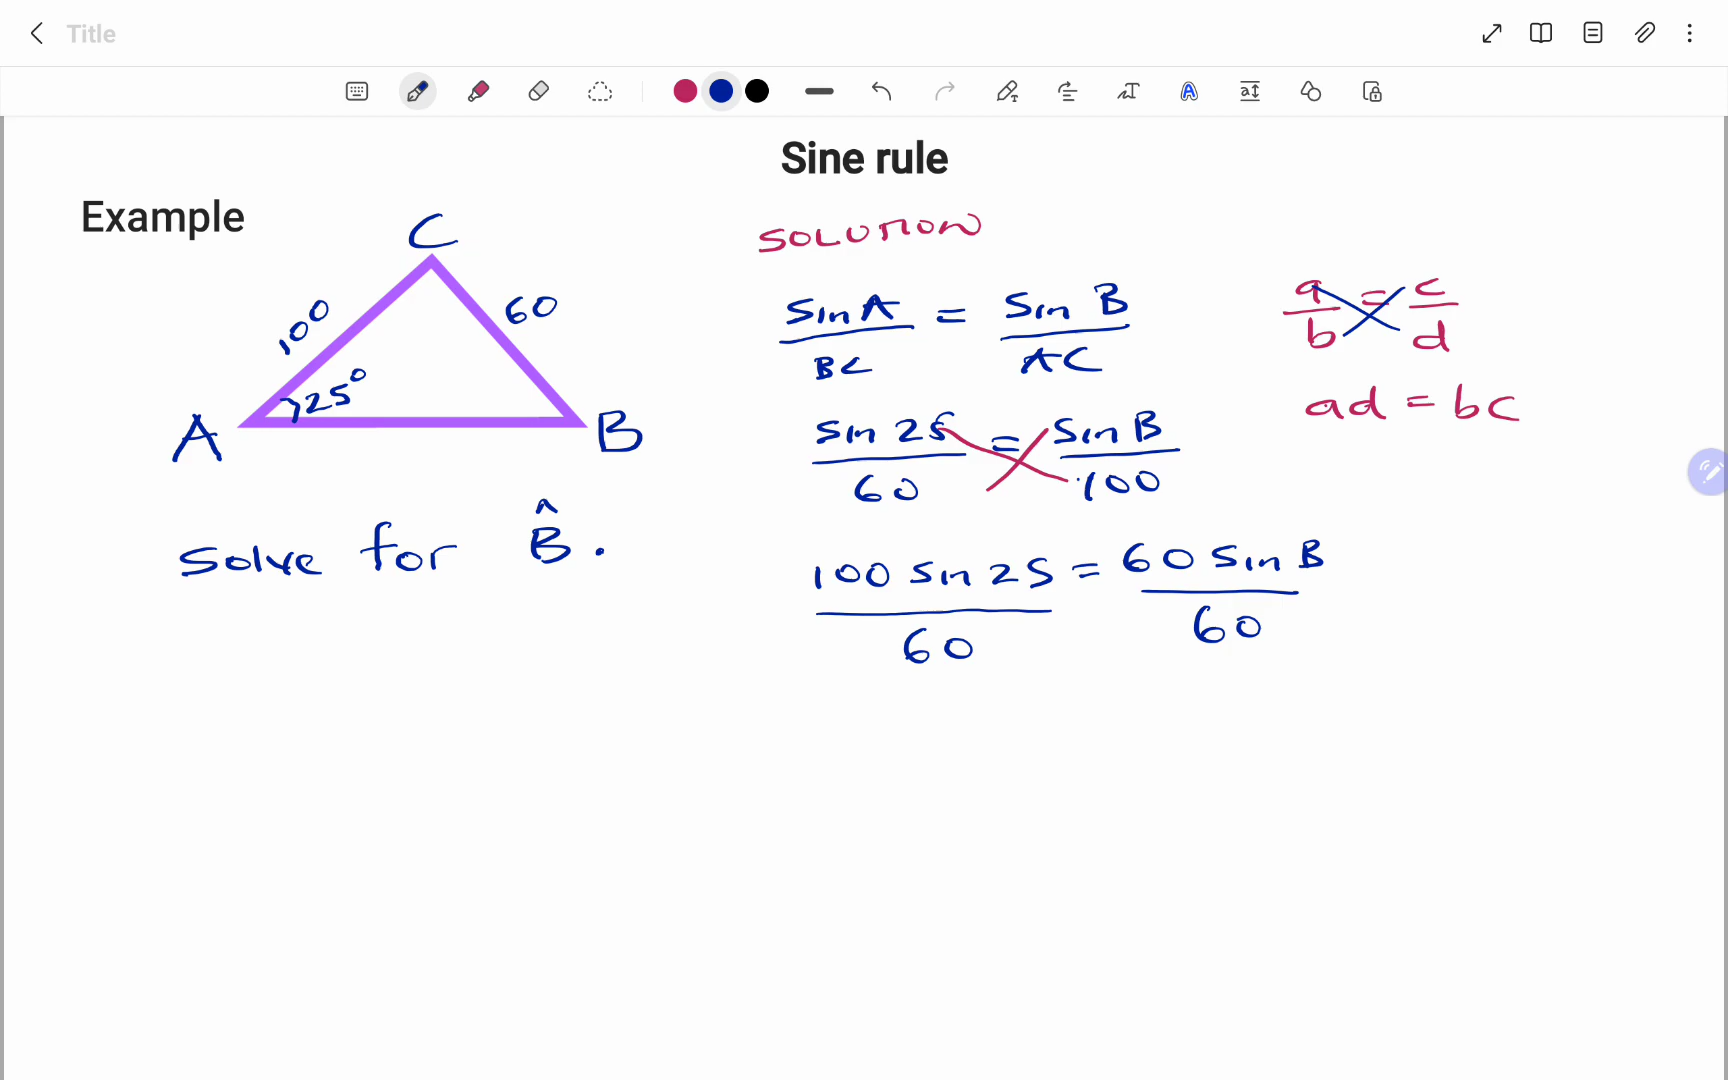 Title
Sine rule
Example
C
100
60
25°
A
B
solve for B̂.
SOLUTION
sin A / BC = sin B / AC
sin 25 / 60 = sin B / 100
100 sin 25 / 60 = 60 sin B / 60
a / b = c / d
ad = bc